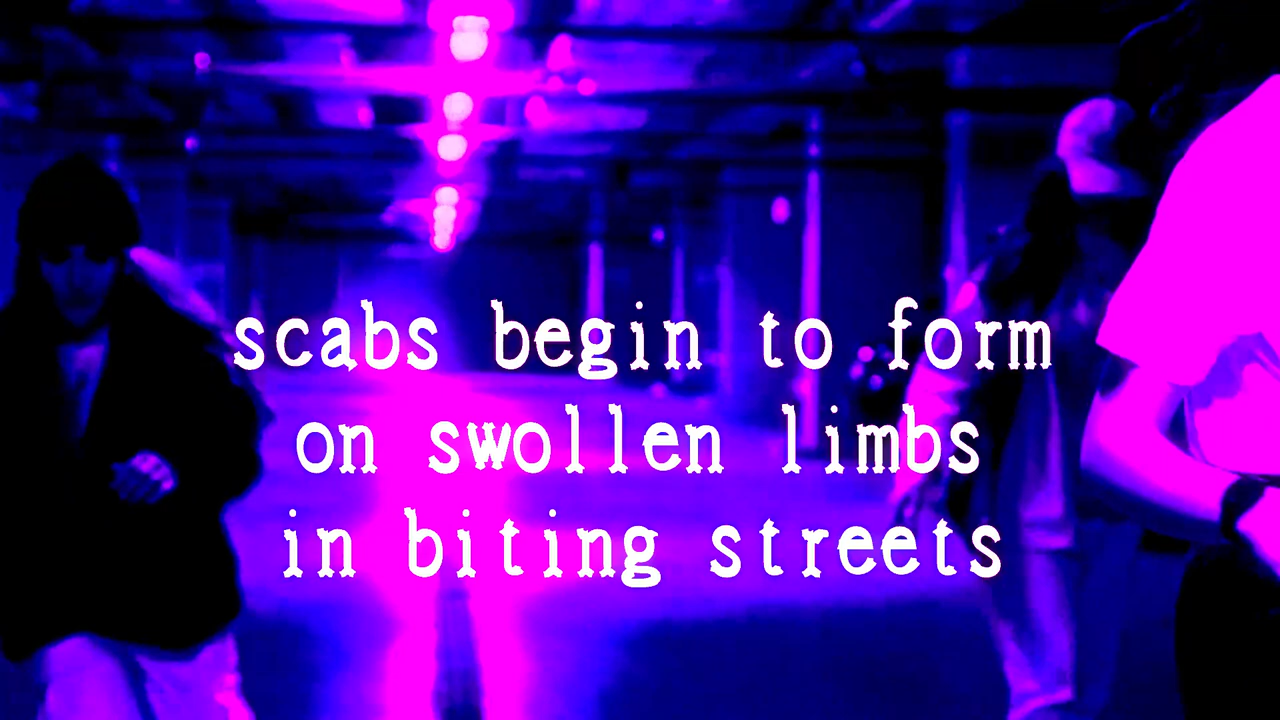 scabs begin to form
on swollen limbs
in biting streets